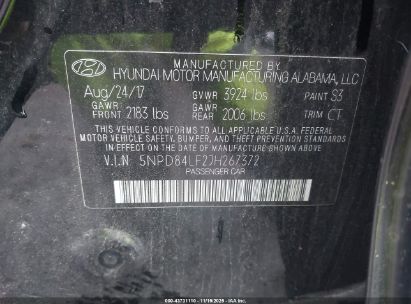 MANUFACTURED BY
HYUNDAI MOTOR MANUFACTURING ALABAMA, LLC
Aug/24/17 GVWR 3924 lbs PAINT S3
GAWR FRONT 2183 lbs GAWR REAR 2006 lbs TRIM CT
THIS VEHICLE CONFORMS TO ALL APPLICABLE U.S.A. FEDERAL
MOTOR VEHICLE SAFETY, BUMPER, AND THEFT PREVENTION STANDARDS
IN EFFECT ON THE DATE OF MANUFACTURE SHOWN ABOVE.
V.I.N 5NPD84LF2JH267372
PASSENGER CAR